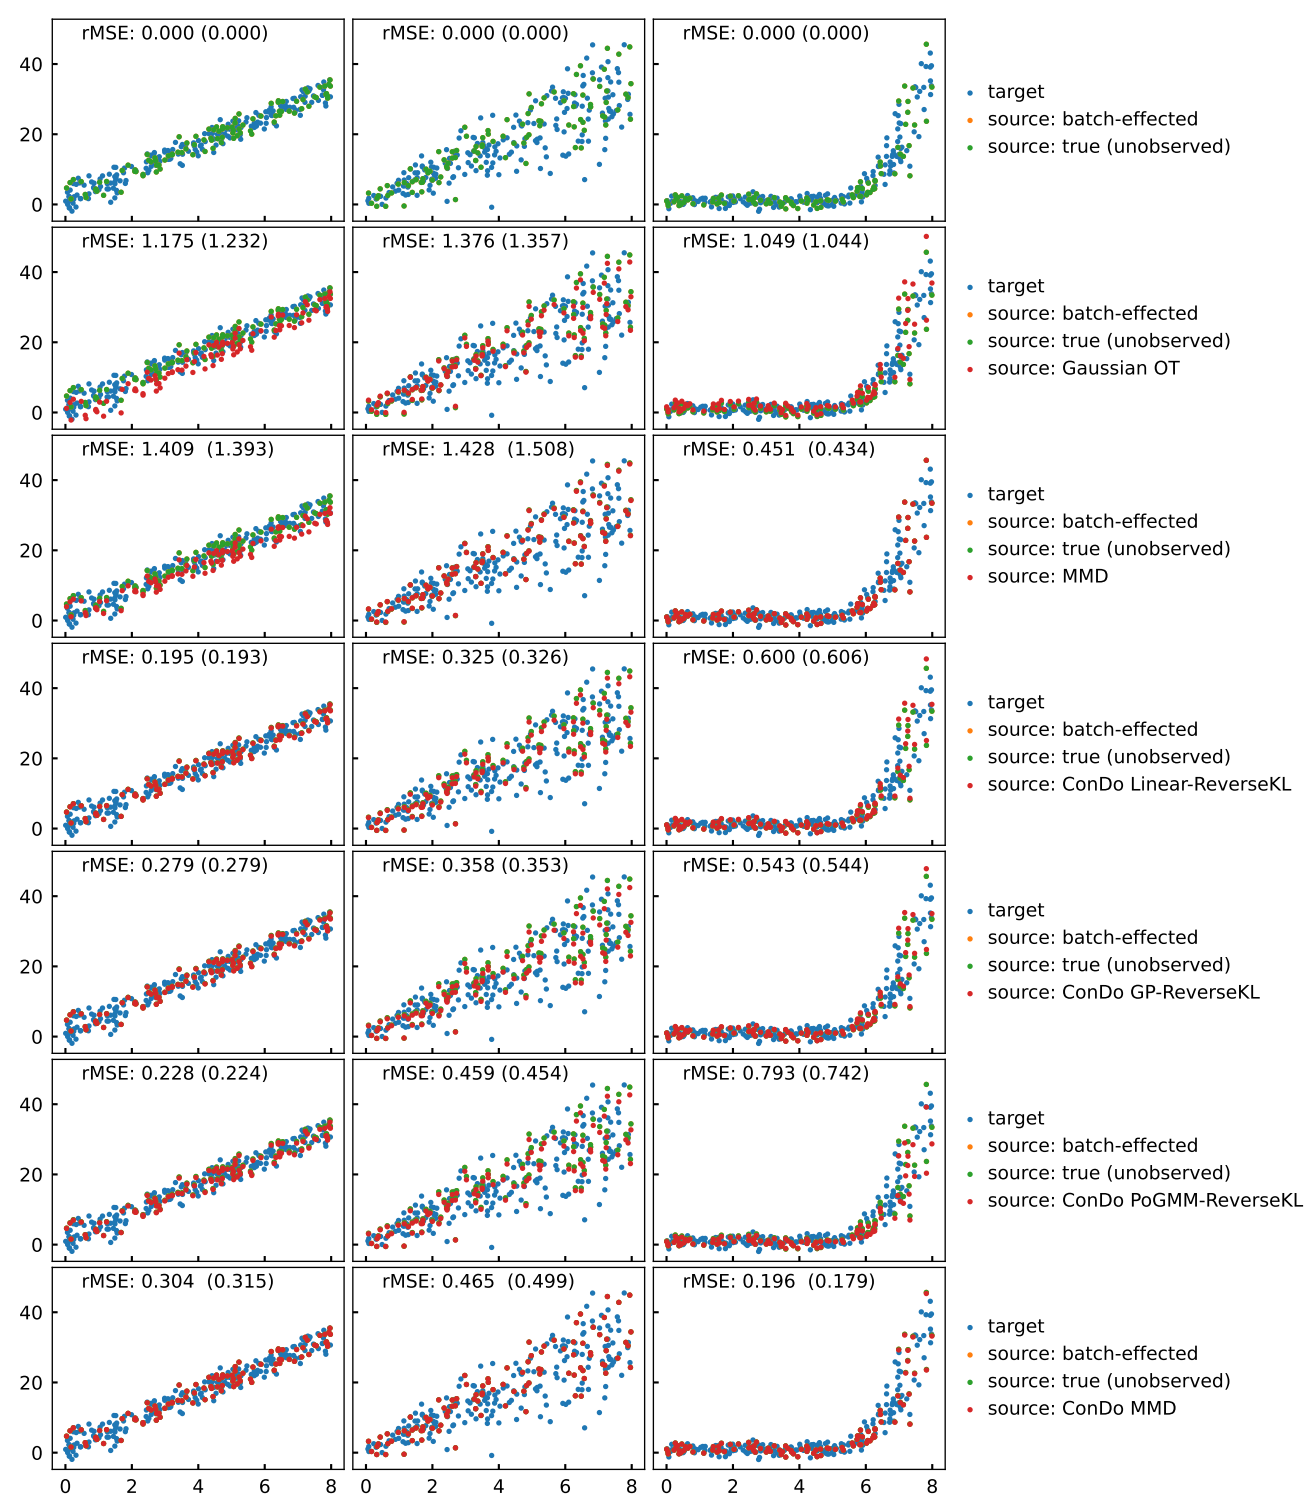 rMSE: 0.000 (0.000) rMSE: 0.000 (0.000) rMSE: 0.000 (0.000)
40
20
0
target
source: batch-effected
source: true (unobserved)
rMSE: 1.175 (1.232) rMSE: 1.376 (1.357) rMSE: 1.049 (1.044)
40
20
0
target
source: batch-effected
source: true (unobserved)
source: Gaussian OT
rMSE: 1.409 (1.393) rMSE: 1.428 (1.508) rMSE: 0.451 (0.434)
40
20
0
target
source: batch-effected
source: true (unobserved)
source: MMD
rMSE: 0.195 (0.193) rMSE: 0.325 (0.326) rMSE: 0.600 (0.606)
40
20
0
target
source: batch-effected
source: true (unobserved)
source: ConDo Linear-ReverseKL
rMSE: 0.279 (0.279) rMSE: 0.358 (0.353) rMSE: 0.543 (0.544)
40
20
0
target
source: batch-effected
source: true (unobserved)
source: ConDo GP-ReverseKL
rMSE: 0.228 (0.224) rMSE: 0.459 (0.454) rMSE: 0.793 (0.742)
40
20
0
target
source: batch-effected
source: true (unobserved)
source: ConDo PoGMM-ReverseKL
rMSE: 0.304 (0.315) rMSE: 0.465 (0.499) rMSE: 0.196 (0.179)
40
20
0
target
source: batch-effected
source: true (unobserved)
source: ConDo MMD
0 2 4 6 8 0 2 4 6 8 0 2 4 6 8